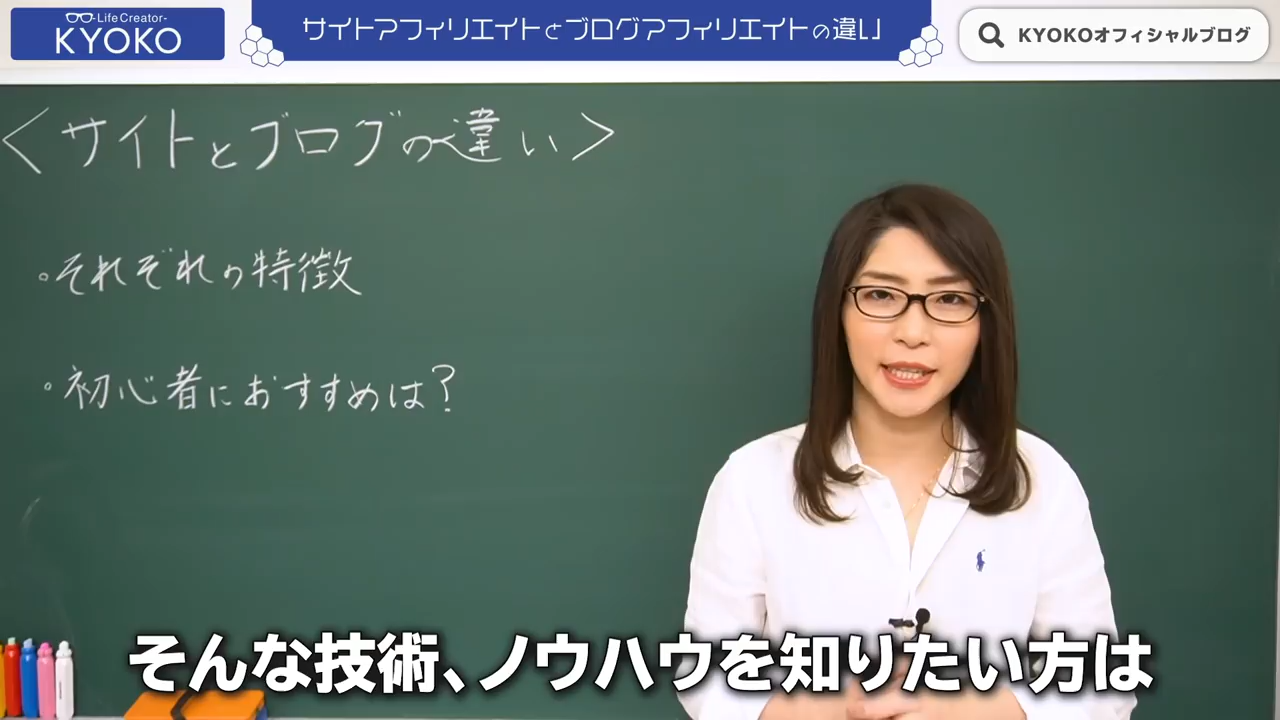 -Life Creator-
KYOKO
サイトアフィリエイトとブログアフィリエイトの違い
KYOKOオフィシャルブログ
<サイトとブログの違い>
・それぞれの特徴
・初心者におすすめは?
そんな技術、ノウハウを知りたい方は